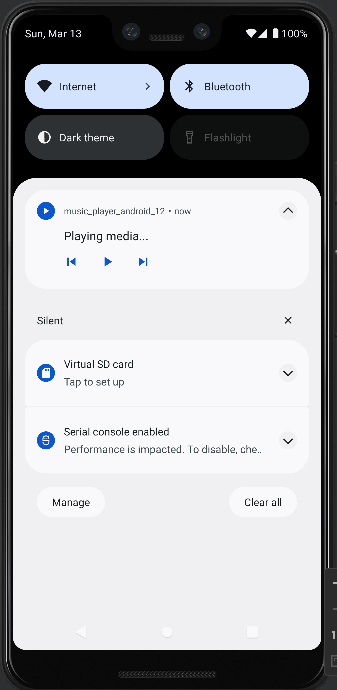 Sun, Mar 13
100%
Internet
Bluetooth
Dark theme
Flashlight
music_player_android_12 • now
Playing media...
Silent
Virtual SD card
Tap to set up
Serial console enabled
Performance is impacted. To disable, che..
Manage
Clear all